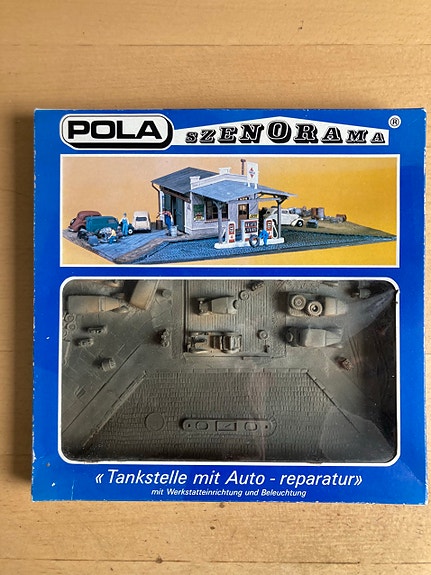 POLA SZENORAMA ®
« Tankstelle mit Auto - reparatur»
mit Werkstatteinrichtung und Beleuchtung